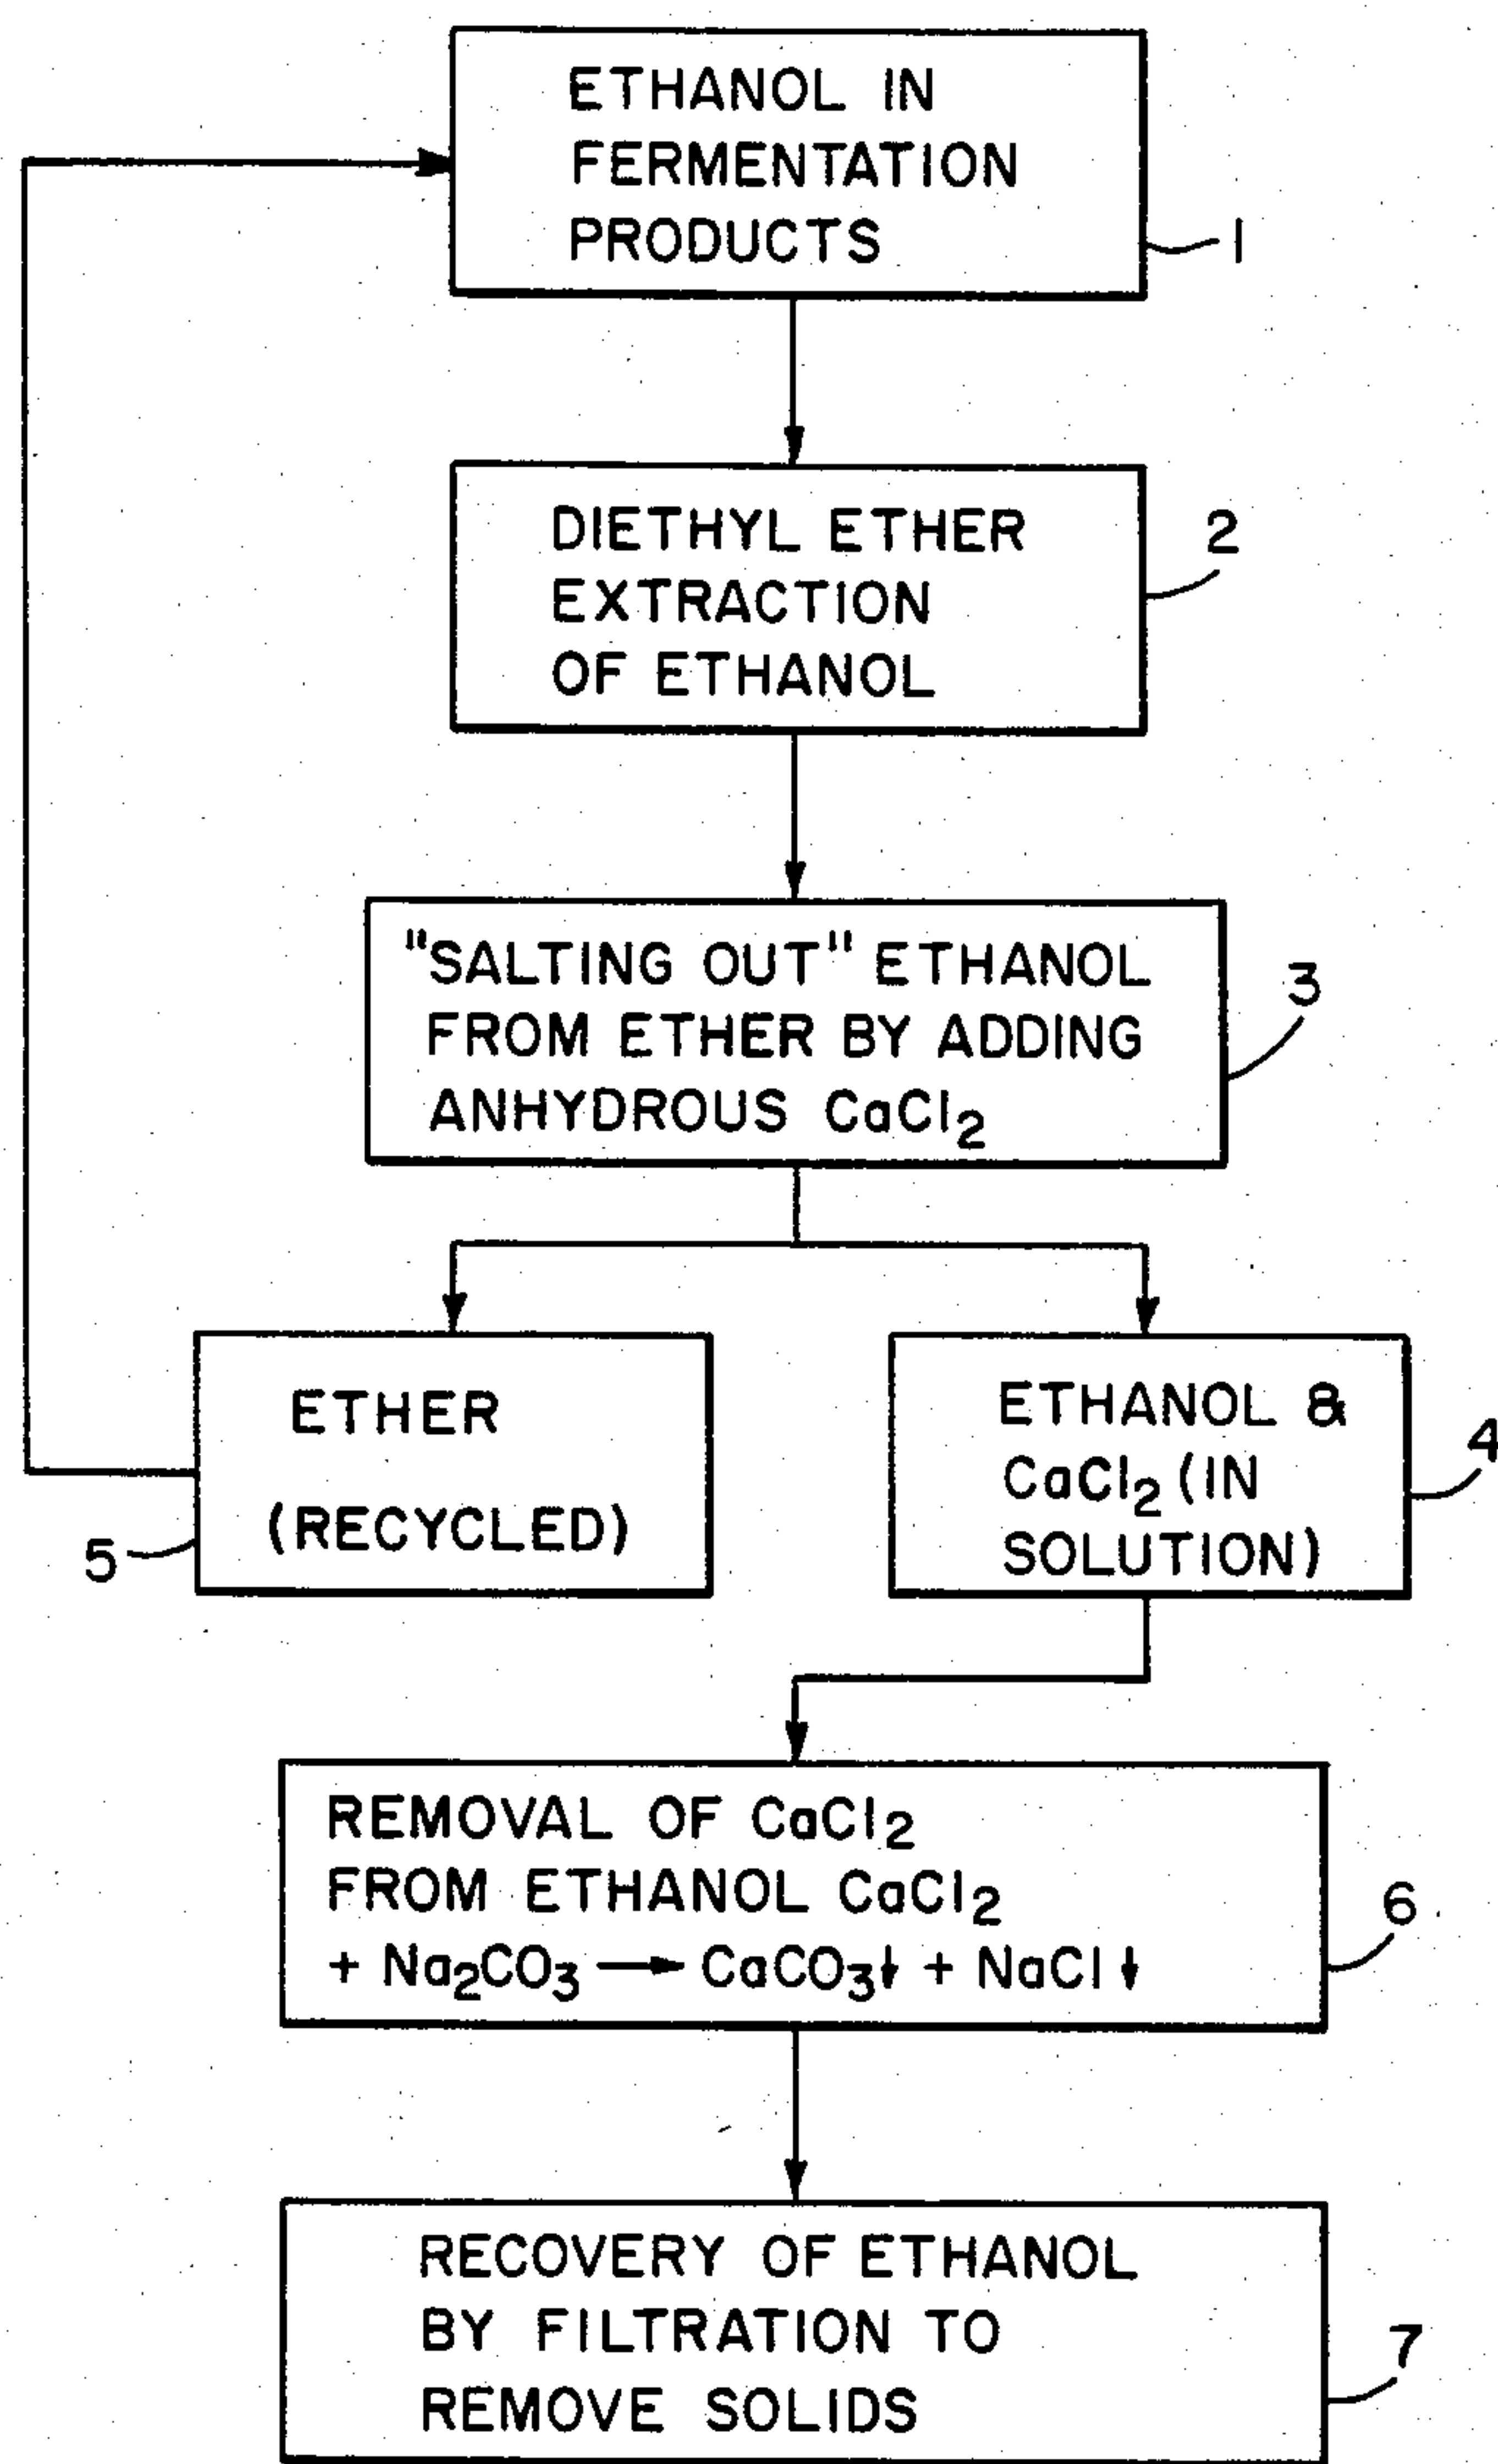 ETHANOL IN
FERMENTATION
PRODUCTS
1
DIETHYL ETHER
EXTRACTION
OF ETHANOL
2
"SALTING OUT" ETHANOL
FROM ETHER BY ADDING
ANHYDROUS CaCl₂
3
ETHER
(RECYCLED)
5
ETHANOL &
CaCl₂ (IN
SOLUTION)
4
REMOVAL OF CaCl₂
FROM ETHANOL CaCl₂
+ Na₂CO₃ → CaCO₃↓ + NaCl↓
6
RECOVERY OF ETHANOL
BY FILTRATION TO
REMOVE SOLIDS
7